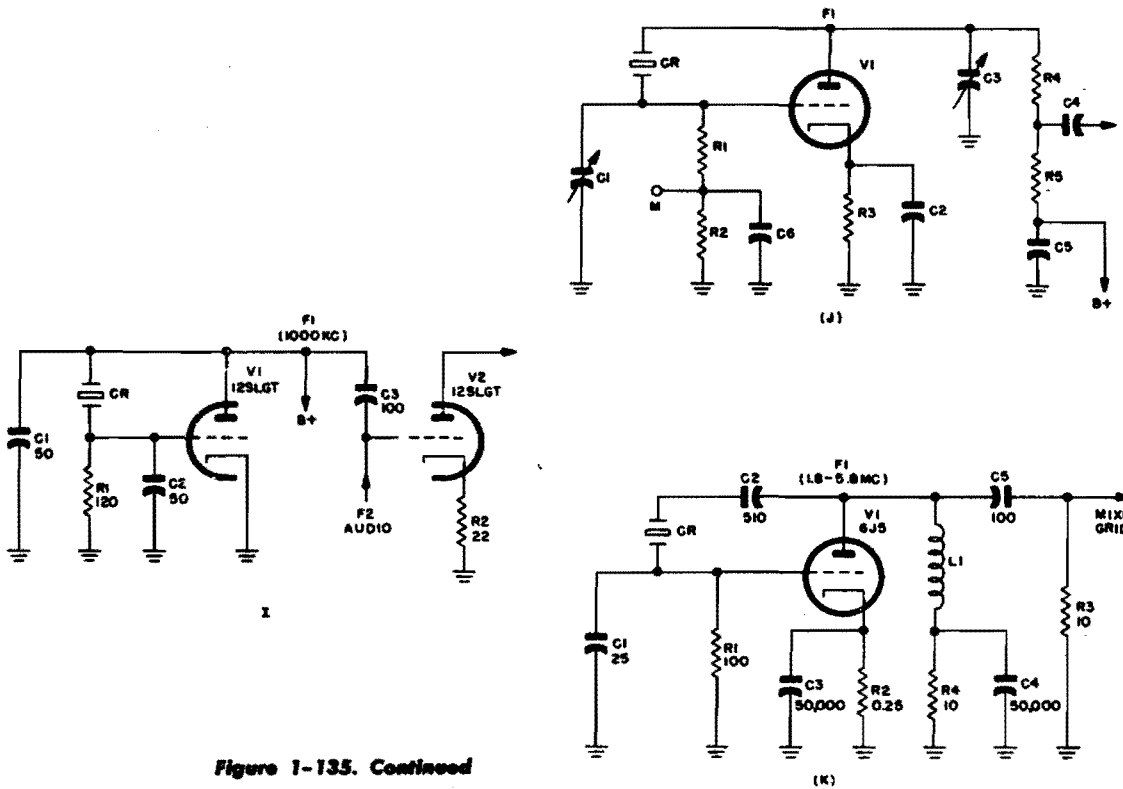 F1
CR
V1
C3
R4
C4
R1
C1
R5
M
R2
C6
R3
C2
C5
B+
(J)
F1
(1000KC)
V1
12SLGT
V2
12SLGT
CR
C3
100
B+
C1
50
R1
120
C2
50
F2
AUDIO
R2
22
I
F1
(1.8-5.8MC)
C2
510
V1
6J5
C5
100
MIX
GRI
CR
L1
C1
25
R1
100
R3
10
C3
50,000
R2
0.25
R4
10
C4
50,000
(K)
Figure 1-135. Continued